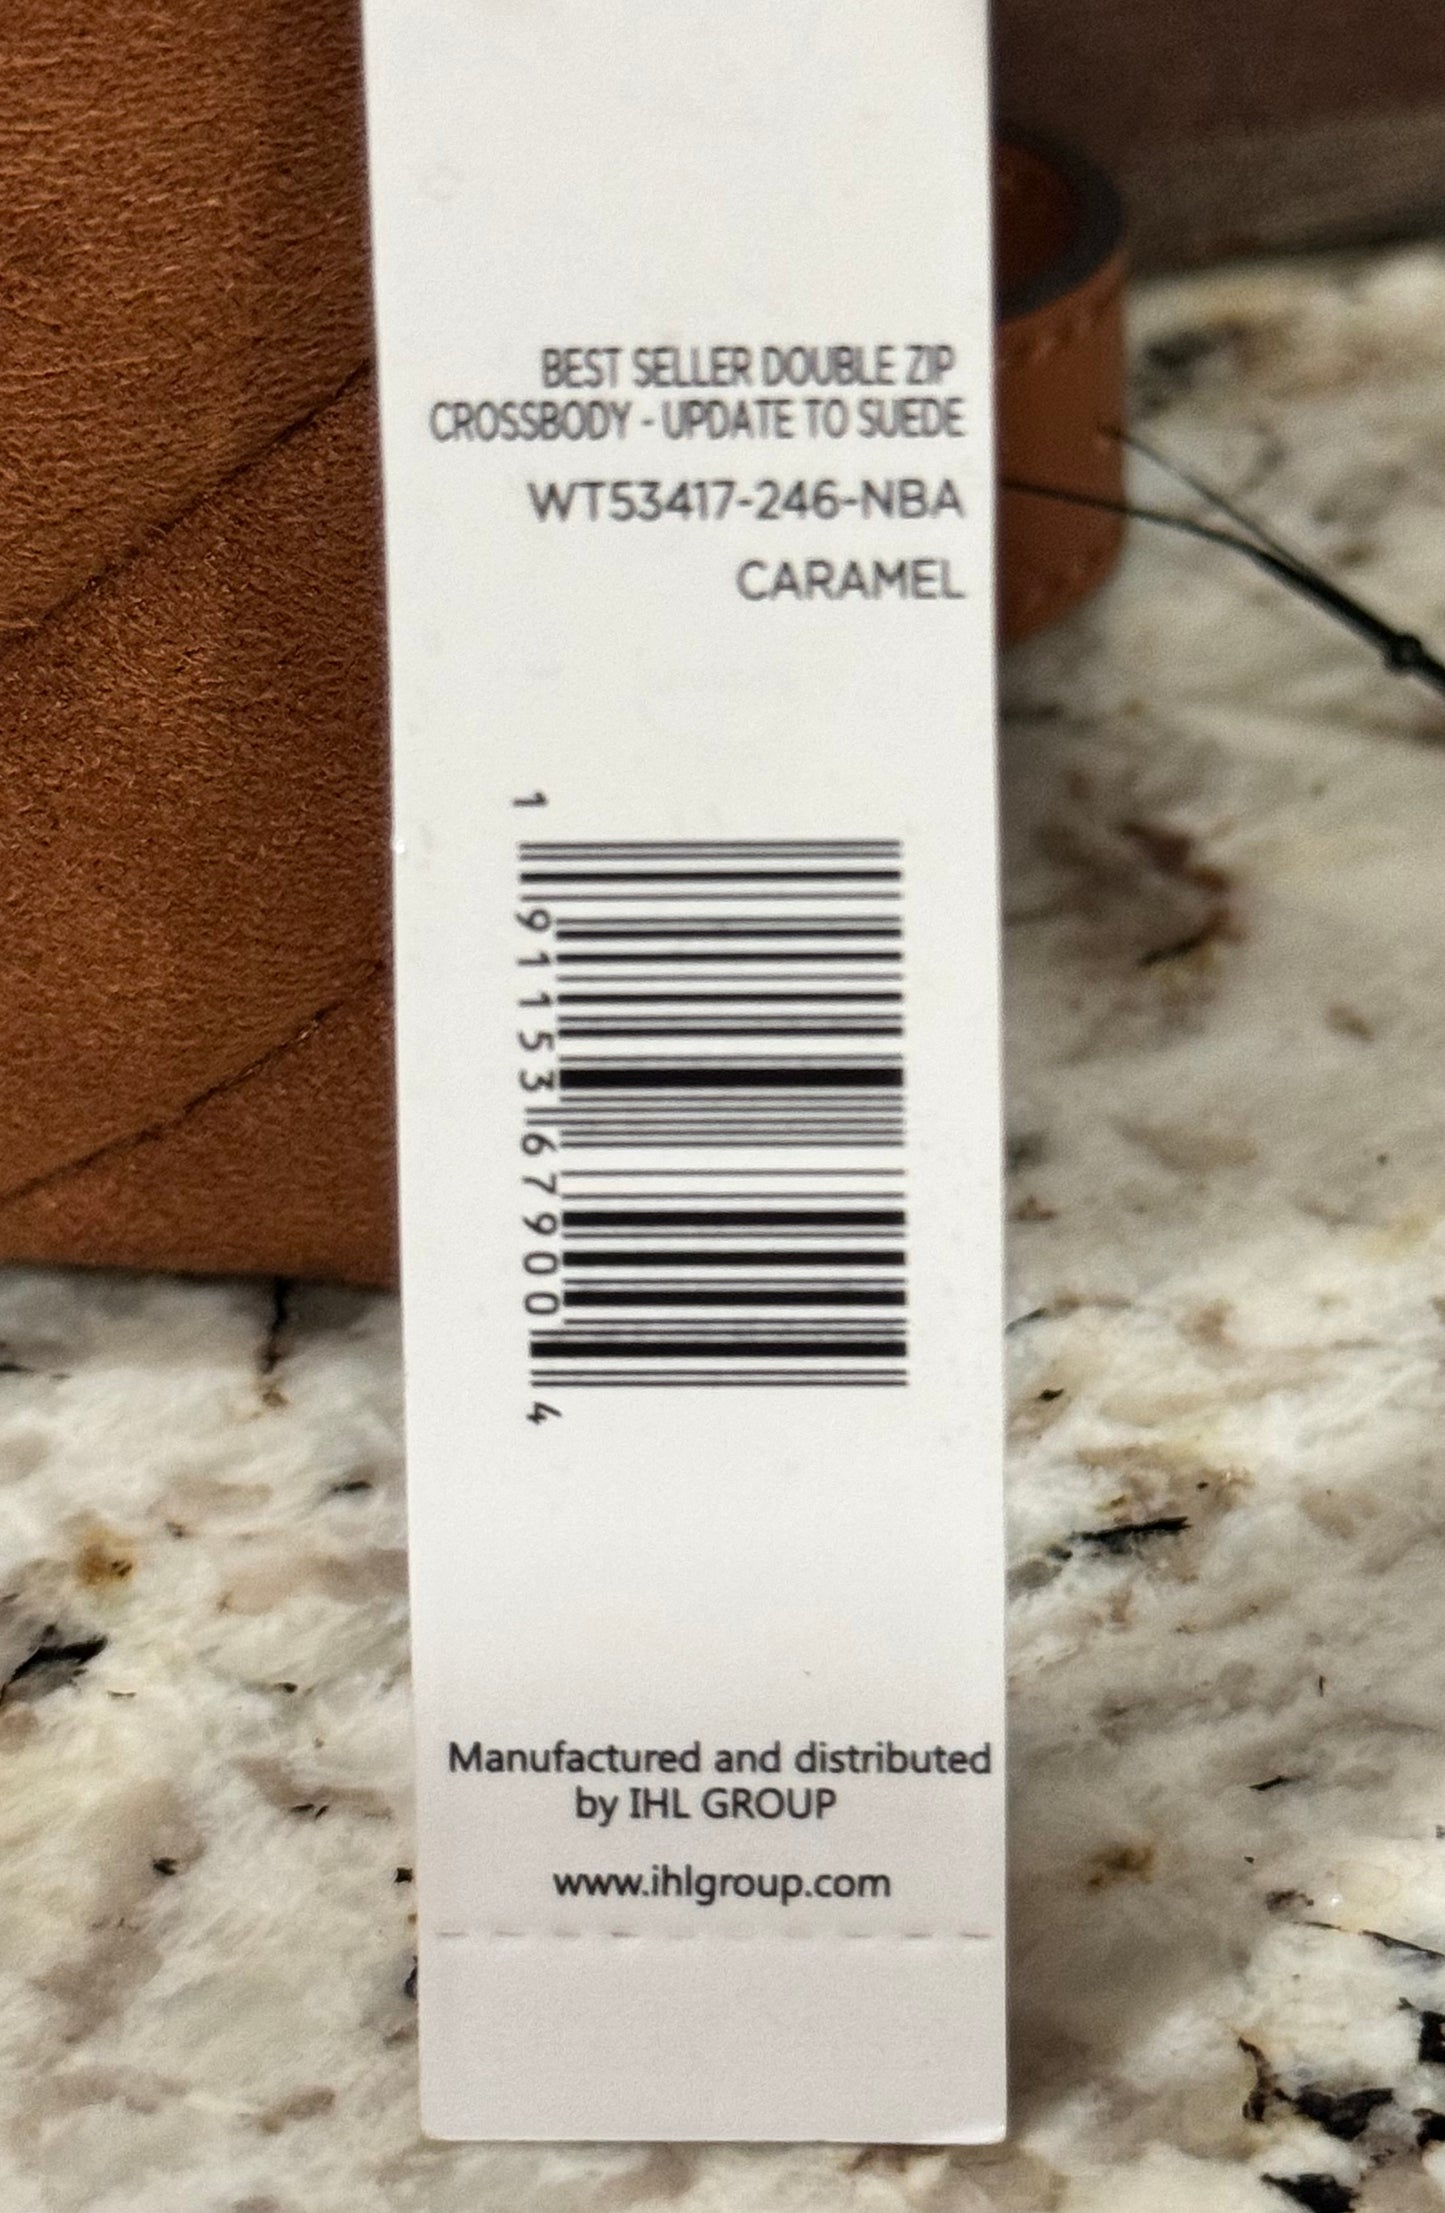 BEST SELLER DOUBLE ZIP
CROSSBODY - UPDATE TO SUEDE
WT53417-246-NBA
CARAMEL
1 91153 67900 4
Manufactured and distributed
by IHL GROUP
www.ihlgroup.com